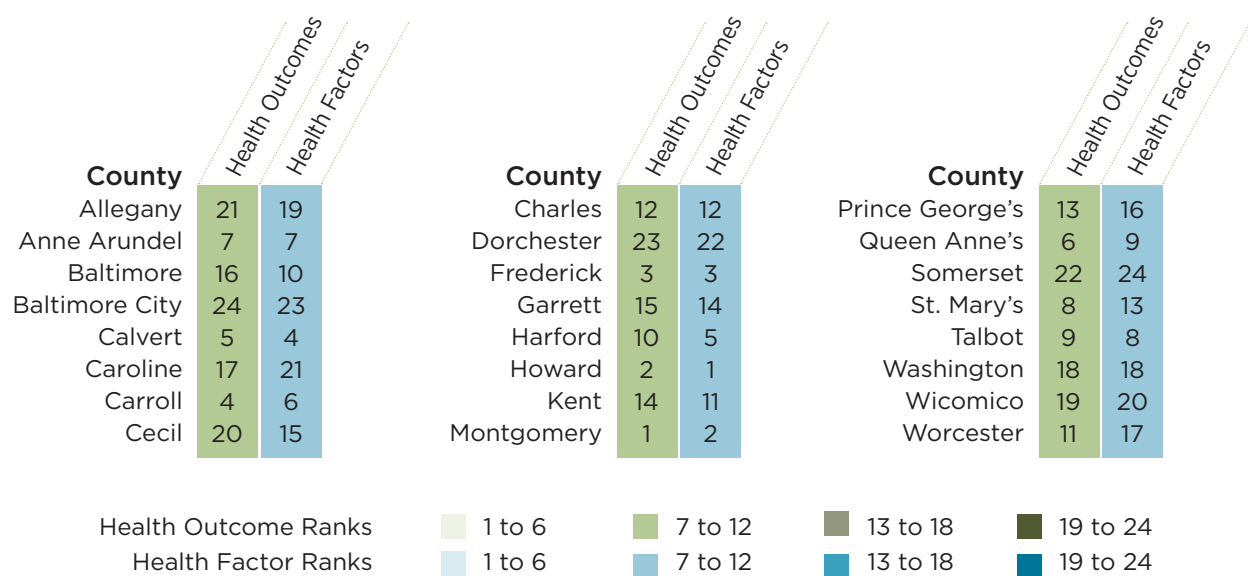 Health Outcomes
Health Factors
County
Allegany 21 19
Anne Arundel 7 7
Baltimore 16 10
Baltimore City 24 23
Calvert 5 4
Caroline 17 21
Carroll 4 6
Cecil 20 15
Health Outcomes
Health Factors
County
Charles 12 12
Dorchester 23 22
Frederick 3 3
Garrett 15 14
Harford 10 5
Howard 2 1
Kent 14 11
Montgomery 1 2
Health Outcomes
Health Factors
County
Prince George’s 13 16
Queen Anne’s 6 9
Somerset 22 24
St. Mary’s 8 13
Talbot 9 8
Washington 18 18
Wicomico 19 20
Worcester 11 17
Health Outcome Ranks 1 to 6 7 to 12 13 to 18 19 to 24
Health Factor Ranks 1 to 6 7 to 12 13 to 18 19 to 24